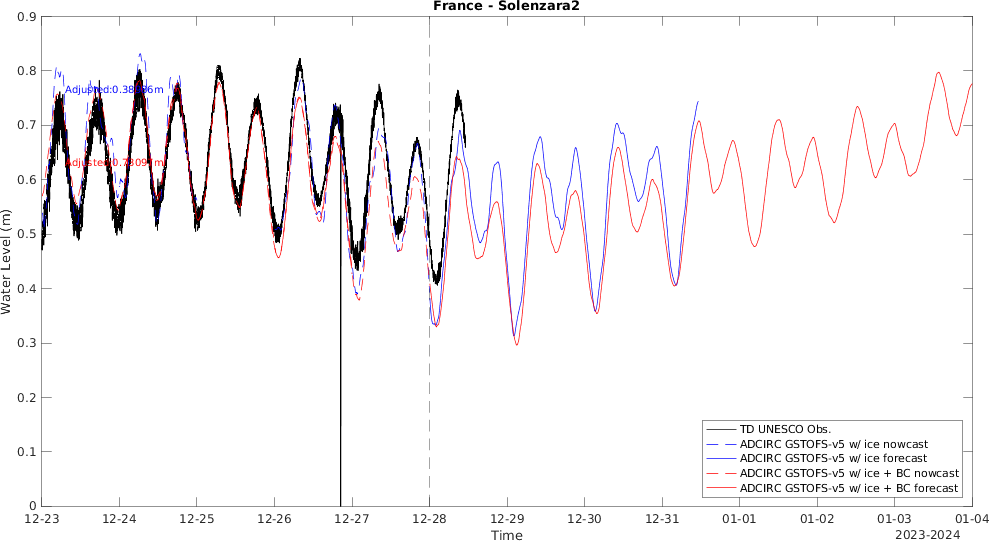 France - Solenzara2
0.9
0.8
0.7
0.6
0.5
0.4
0.3
0.2
0.1
0
Water Level (m)
TD UNESCO Obs.
ADCIRC GSTOFS-v5 w/ ice nowcast
ADCIRC GSTOFS-v5 w/ ice forecast
ADCIRC GSTOFS-v5 w/ ice + BC nowcast
ADCIRC GSTOFS-v5 w/ ice + BC forecast
12-23 12-24 12-25 12-26 12-27 12-28 12-29 12-30 12-31 01-01 01-02 01-03 01-04
Time
2023-2024